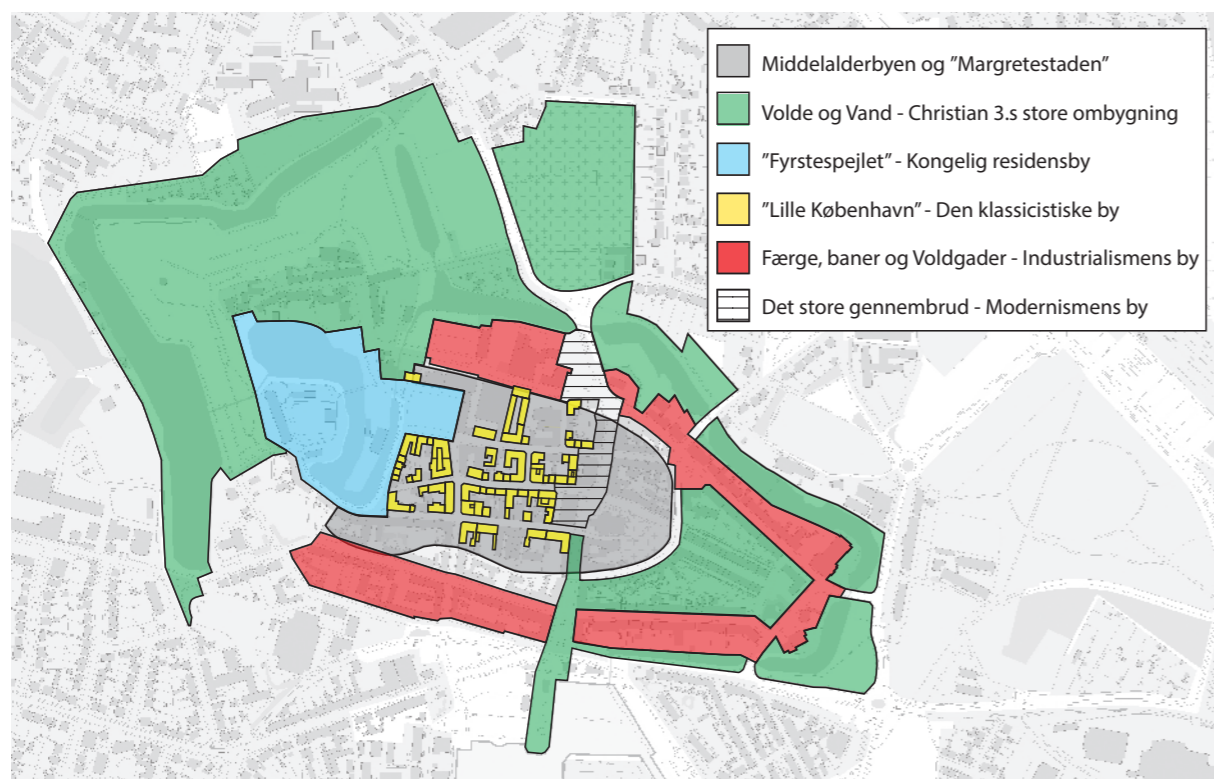 Middelalderbyen og ”Margretestaden”
Volde og Vand - Christian 3.s store ombygning
”Fyrstespejlet” - Kongelig residensby
”Lille København” - Den klassicistiske by
Færge, baner og Voldgader - Industrialismens by
Det store gennembrud - Modernismens by